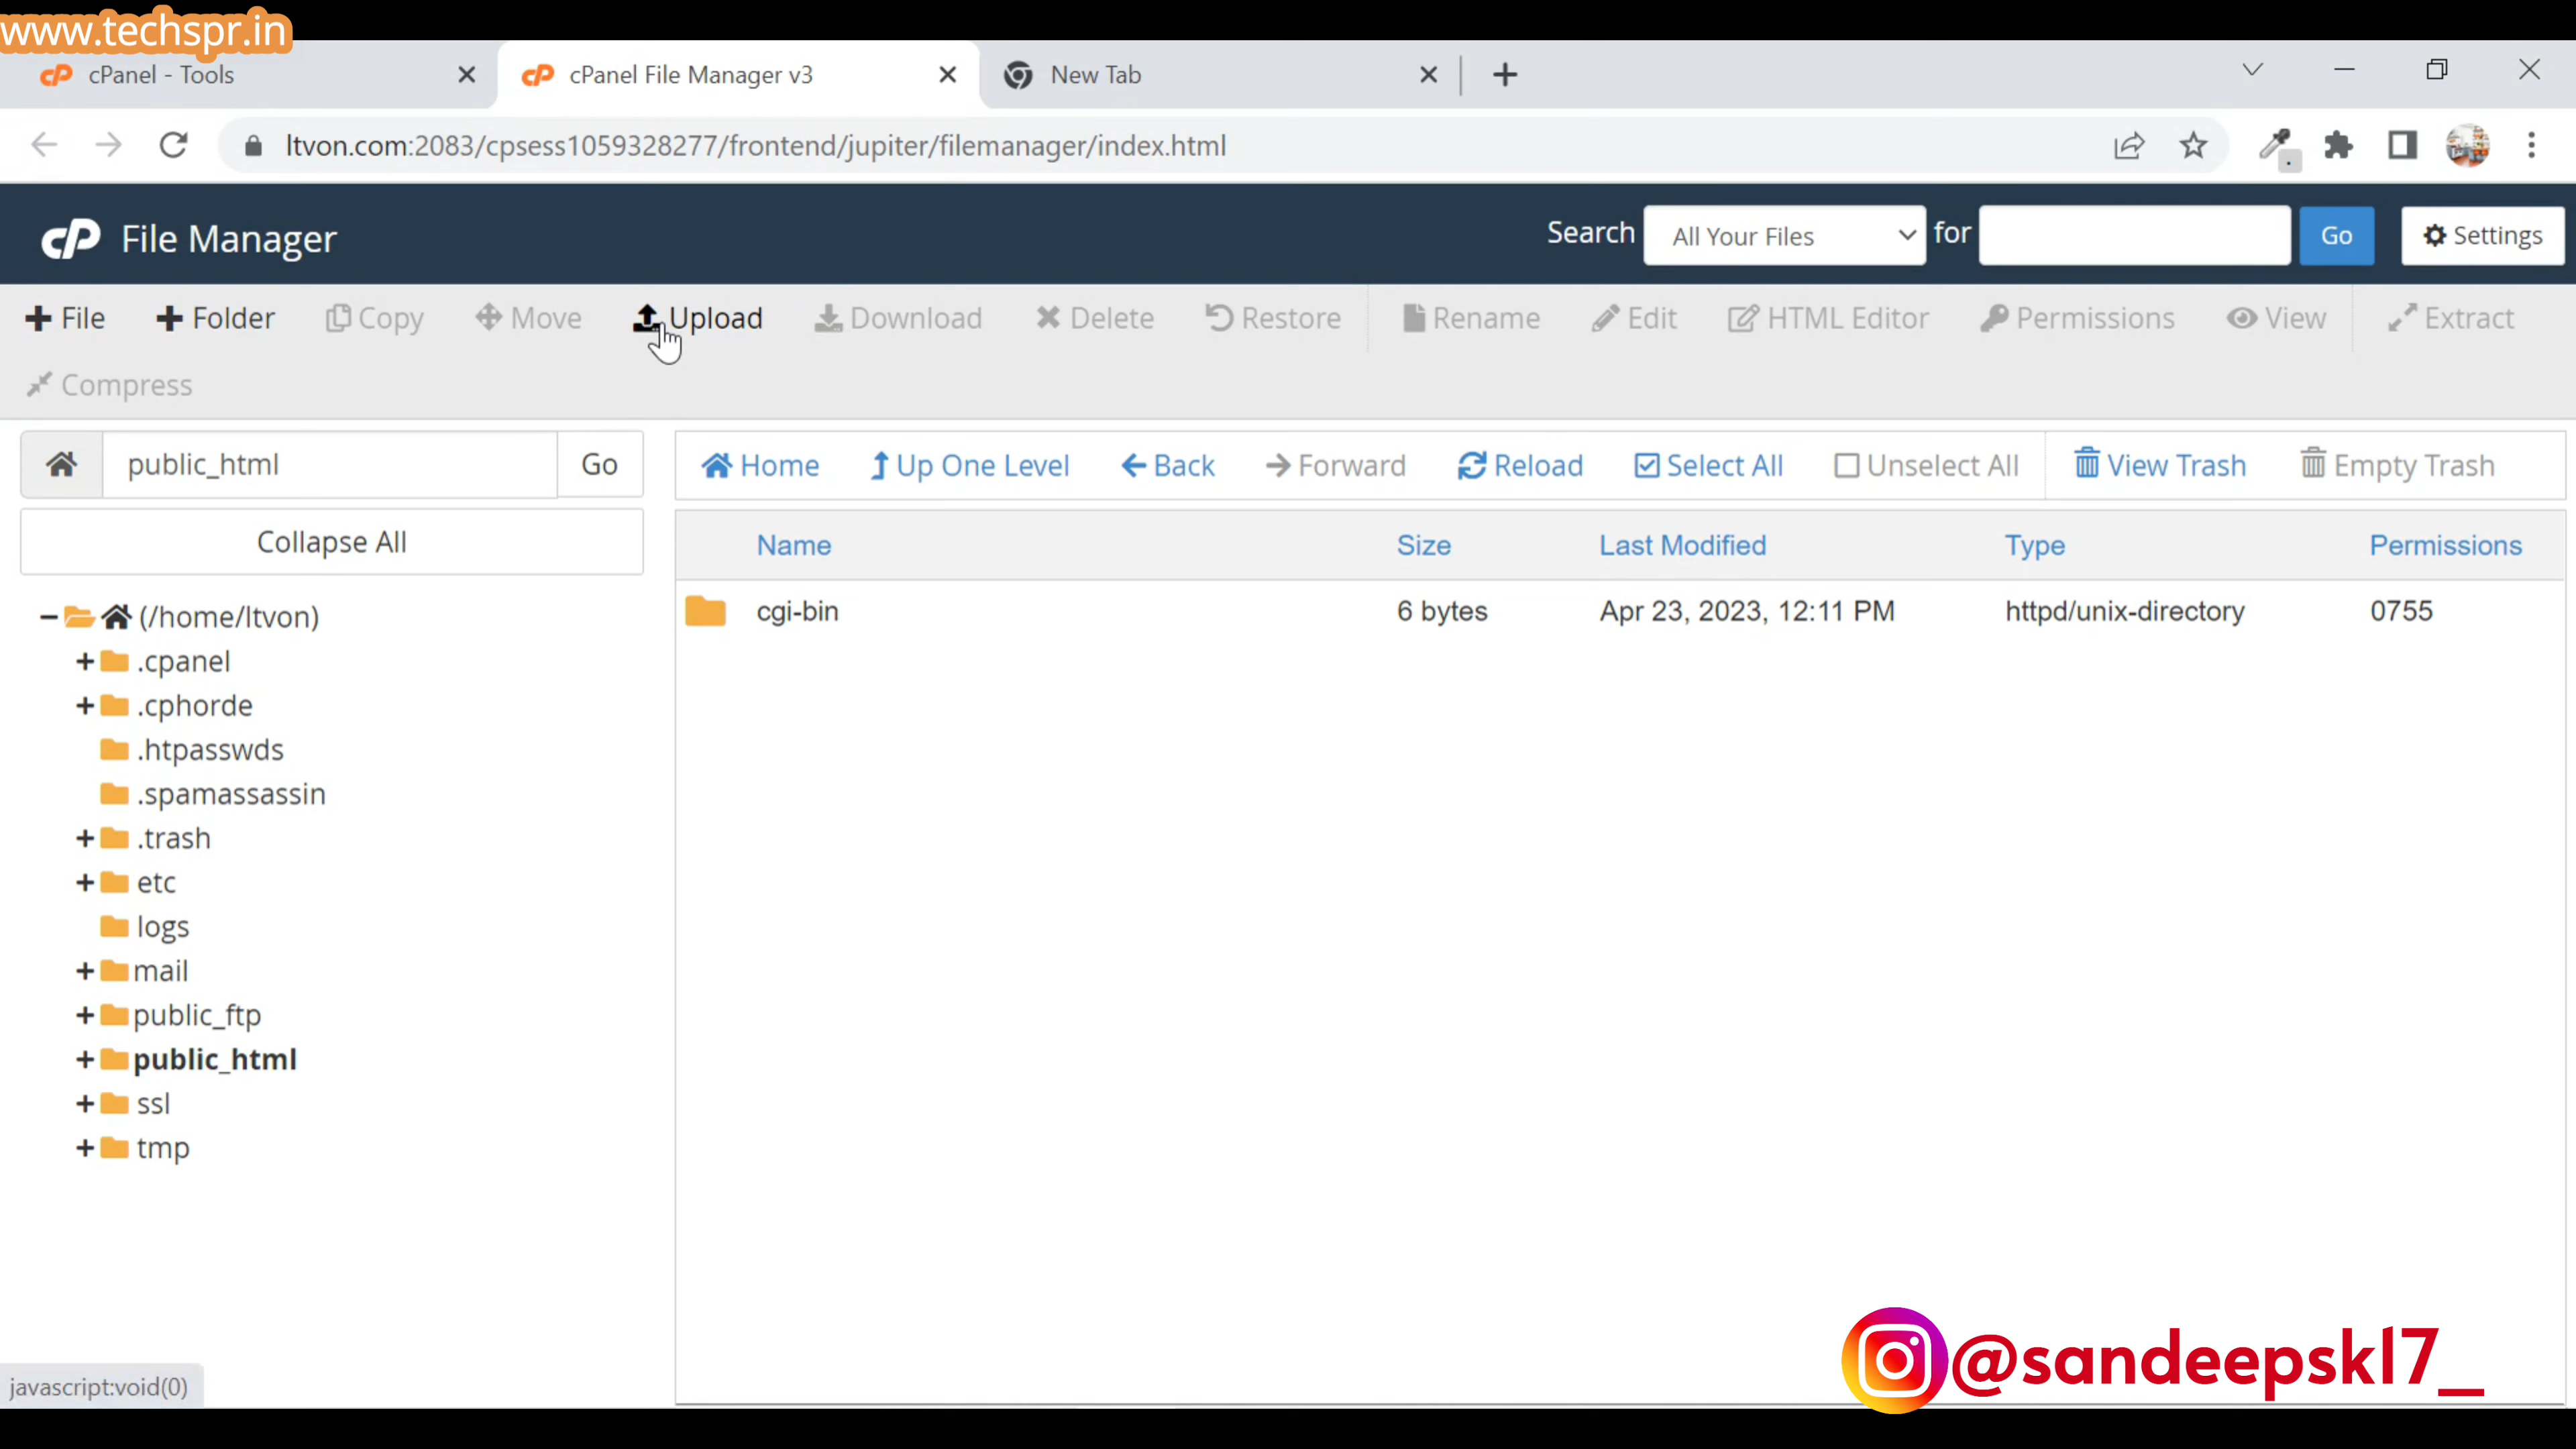 www.techspr.in
cPanel - Tools
cPanel File Manager v3
New Tab
ltvon.com:2083/cpsess1059328277/frontend/jupiter/filemanager/index.html
cP File Manager
Search All Your Files for Go Settings
File Folder Copy Move Upload Download Delete Restore Rename Edit HTML Editor Permissions View Extract
Compress
public_html Go
Home Up One Level Back Forward Reload Select All Unselect All View Trash Empty Trash
Collapse All
Name Size Last Modified Type Permissions
cgi-bin 6 bytes Apr 23, 2023, 12:11 PM httpd/unix-directory 0755
(/home/ltvon)
.cpanel
.cphorde
.htpasswds
.spamassassin
.trash
etc
logs
mail
public_ftp
public_html
ssl
tmp
javascript:void(0)
@sandeepsk17_